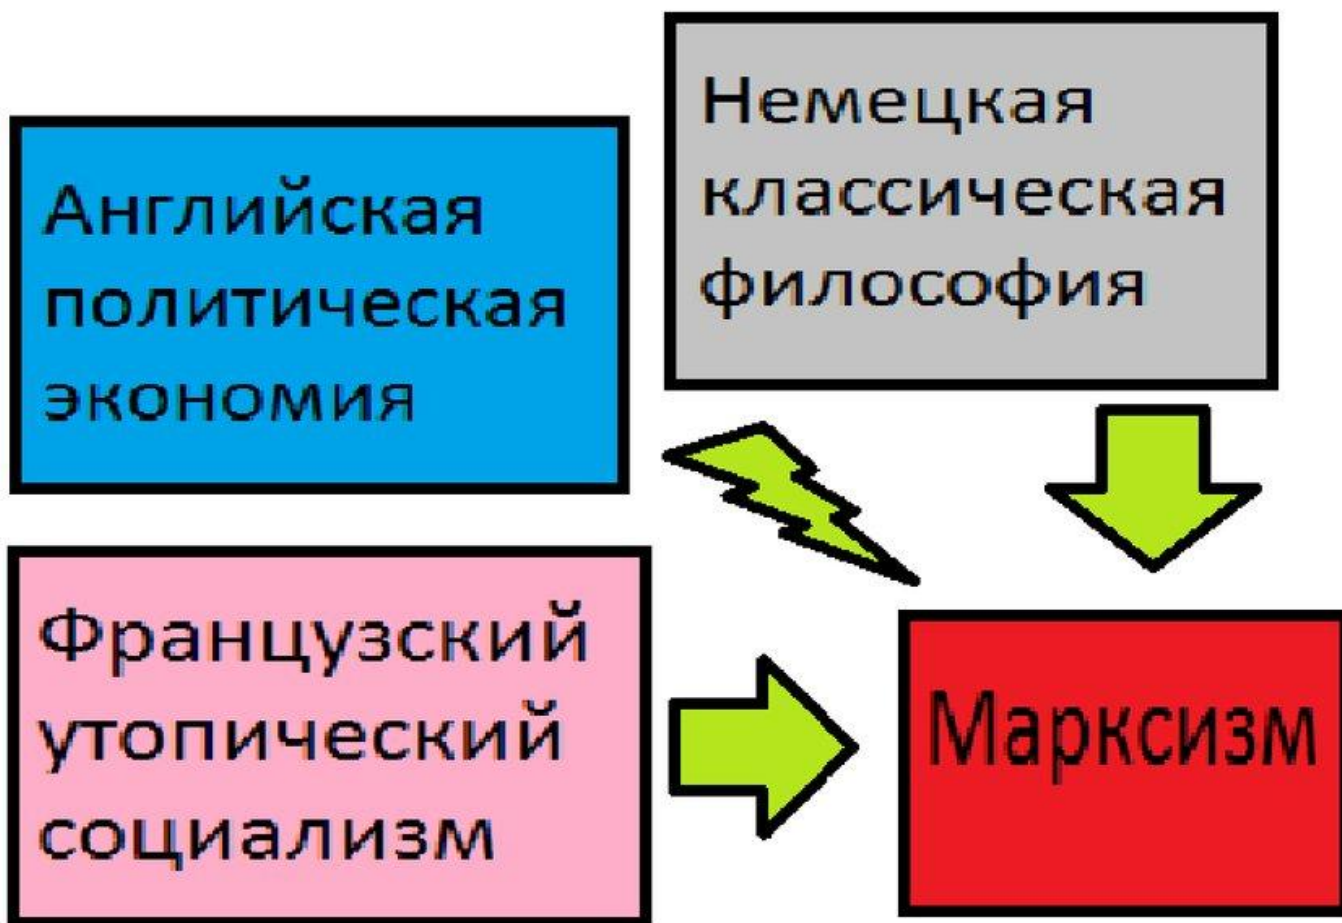 Немецкая
классическая
философия
Английская
политическая
экономия
Французский
утопический
социализм
Марксизм